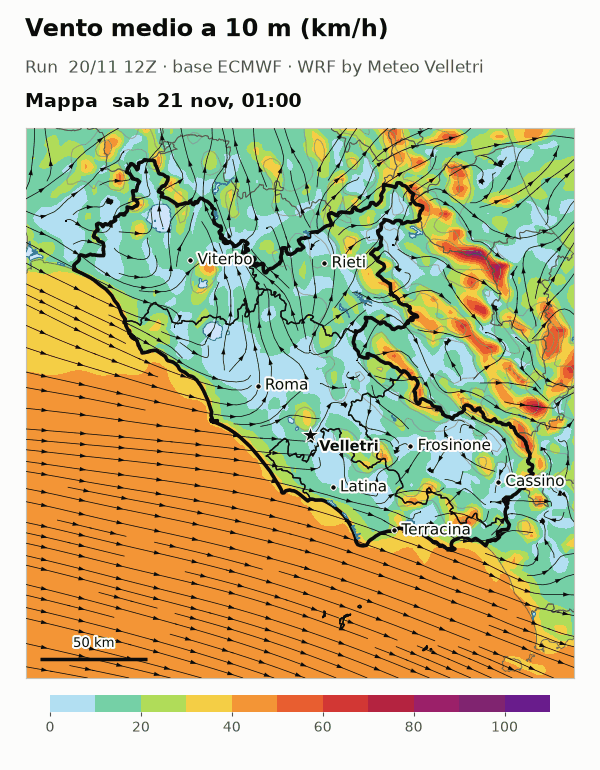 Vento medio a 10 m (km/h)
Run 20/11 12Z · base ECMWF · WRF by Meteo Velletri
Mappa sab 21 nov, 01:00
Viterbo
Rieti
Roma
Velletri
Frosinone
Cassino
Latina
Terracina
50 km
0 20 40 60 80 100